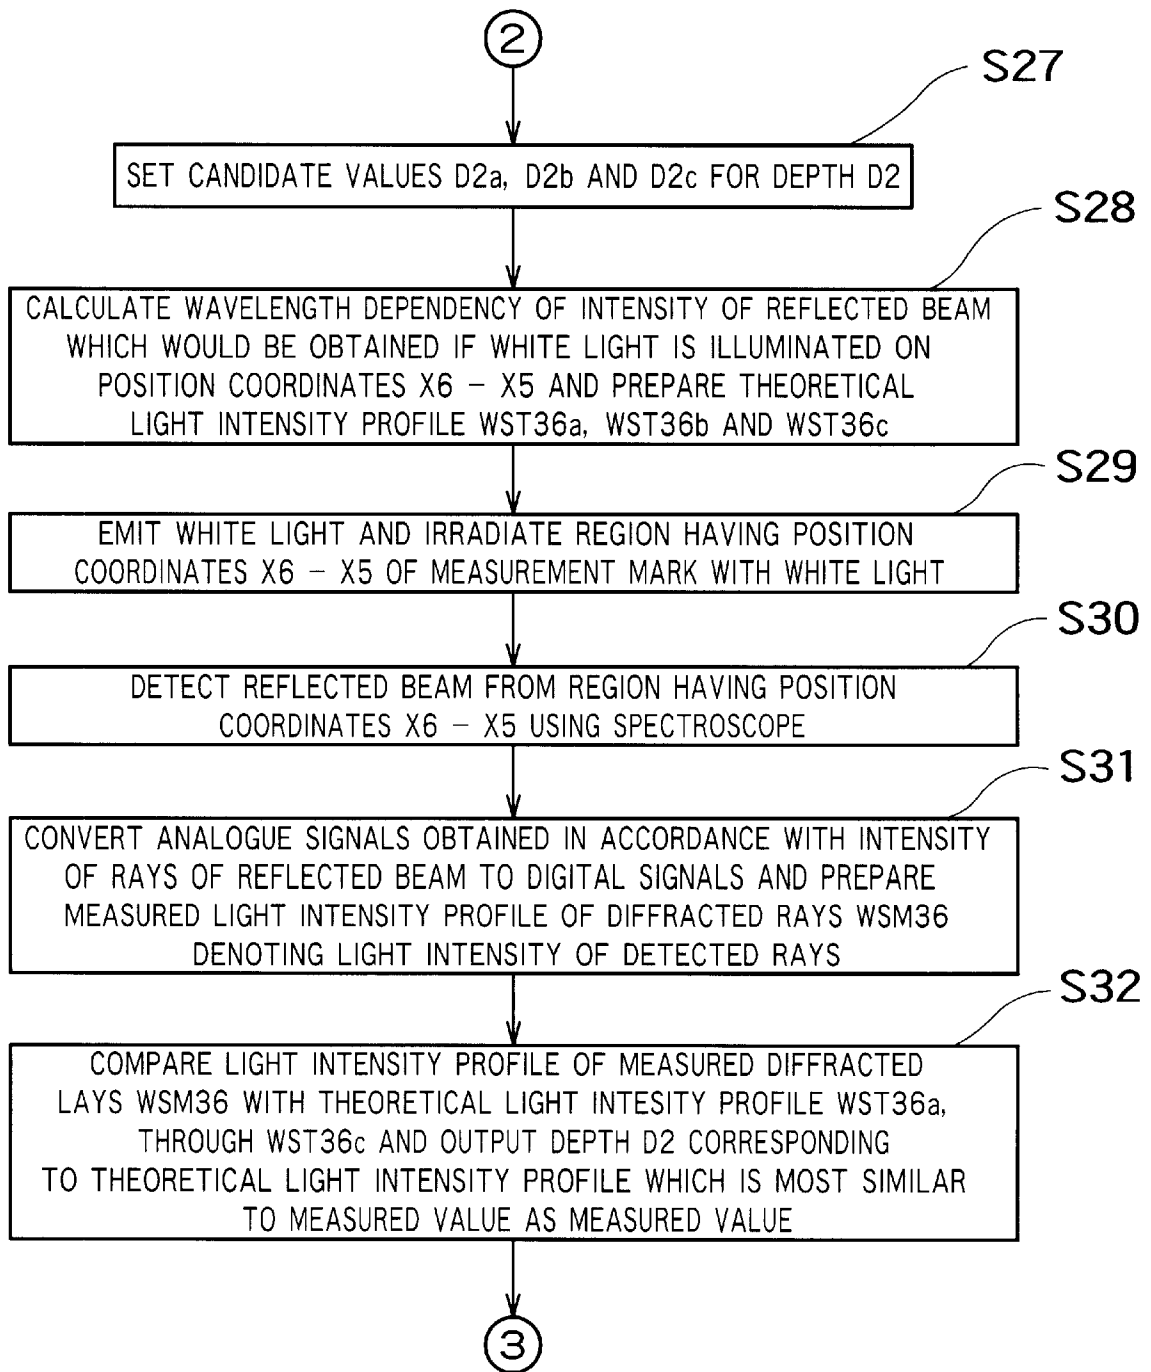 2
S27
SET CANDIDATE VALUES D2a, D2b AND D2c FOR DEPTH D2
S28
CALCULATE WAVELENGTH DEPENDENCY OF INTENSITY OF REFLECTED BEAM
WHICH WOULD BE OBTAINED IF WHITE LIGHT IS ILLUMINATED ON
POSITION COORDINATES X6 – X5 AND PREPARE THEORETICAL
LIGHT INTENSITY PROFILE WST36a, WST36b AND WST36c
S29
EMIT WHITE LIGHT AND IRRADIATE REGION HAVING POSITION
COORDINATES X6 – X5 OF MEASUREMENT MARK WITH WHITE LIGHT
S30
DETECT REFLECTED BEAM FROM REGION HAVING POSITION
COORDINATES X6 – X5 USING SPECTROSCOPE
S31
CONVERT ANALOGUE SIGNALS OBTAINED IN ACCORDANCE WITH INTENSITY
OF RAYS OF REFLECTED BEAM TO DIGITAL SIGNALS AND PREPARE
MEASURED LIGHT INTENSITY PROFILE OF DIFFRACTED RAYS WSM36
DENOTING LIGHT INTENSITY OF DETECTED RAYS
S32
COMPARE LIGHT INTENSITY PROFILE OF MEASURED DIFFRACTED
LAYS WSM36 WITH THEORETICAL LIGHT INTESITY PROFILE WST36a,
THROUGH WST36c AND OUTPUT DEPTH D2 CORRESPONDING
TO THEORETICAL LIGHT INTENSITY PROFILE WHICH IS MOST SIMILAR
TO MEASURED VALUE AS MEASURED VALUE
3